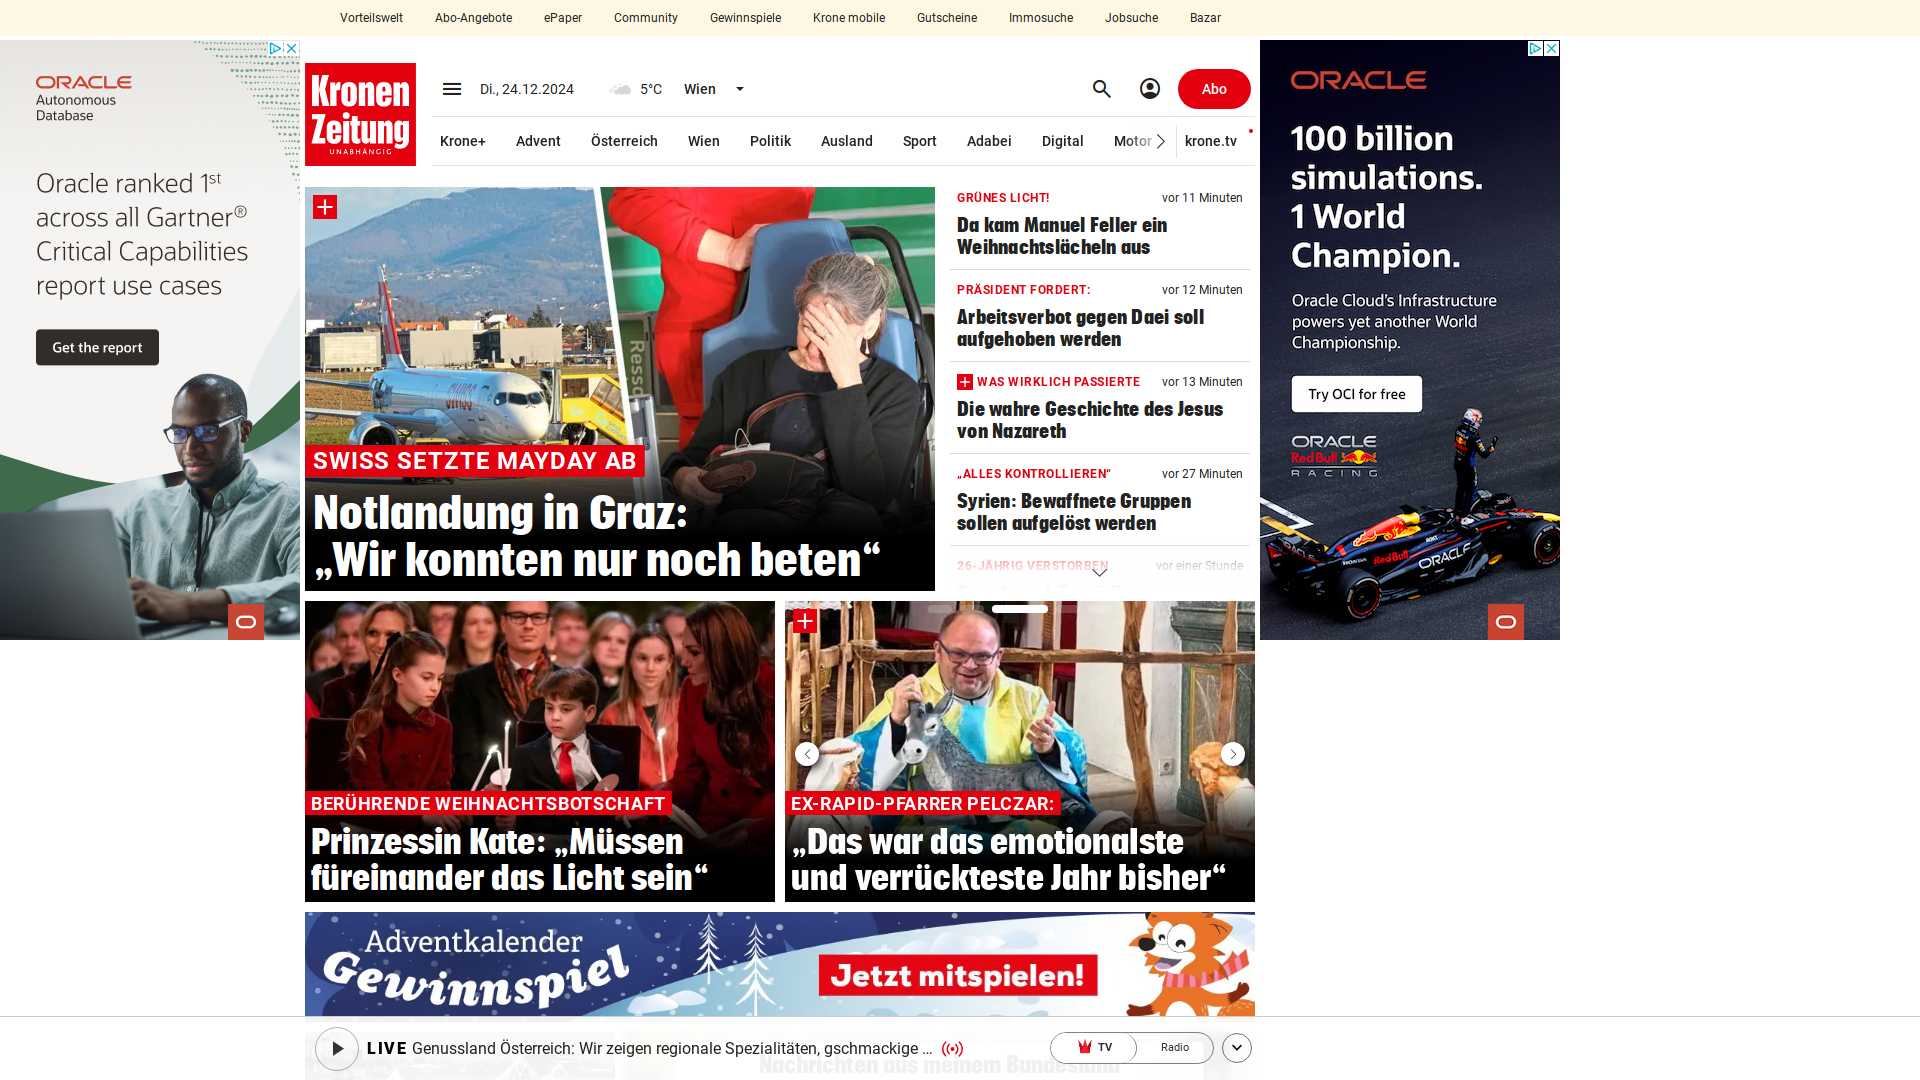 Vorteilswelt
Abo-Angebote
ePaper
Community
Gewinnspiele
Krone mobile
Gutscheine
Immosuche
Jobsuche
Bazar
ORACLE
Autonomous
Database
Oracle ranked 1st
across all Gartner®
Critical Capabilities
report use cases
Get the report
Kronen
Zeitung
UNABHÄNGIG
Di., 24.12.2024
5°C
Wien
Abo
Krone+
Advent
Österreich
Wien
Politik
Ausland
Sport
Adabei
Digital
Motor
krone.tv
SWISS
SWISS SETZTE MAYDAY AB
Notlandung in Graz:
„Wir konnten nur noch beten“
GRÜNES LICHT!
vor 11 Minuten
Da kam Manuel Feller ein
Weihnachtslächeln aus
PRÄSIDENT FORDERT:
vor 12 Minuten
Arbeitsverbot gegen Daei soll
aufgehoben werden
WAS WIRKLICH PASSIERTE
vor 13 Minuten
Die wahre Geschichte des Jesus
von Nazareth
„ALLES KONTROLLIEREN“
vor 27 Minuten
Syrien: Bewaffnete Gruppen
sollen aufgelöst werden
26-JÄHRIG VERSTORBEN
vor einer Stunde
BERÜHRENDE WEIHNACHTSBOTSCHAFT
Prinzessin Kate: „Müssen
füreinander das Licht sein“
EX-RAPID-PFARRER PELCZAR:
„Das war das emotionalste
und verrückteste Jahr bisher“
Adventkalender
Gewinnspiel
Jetzt mitspielen!
LIVE Genussland Österreich: Wir zeigen regionale Spezialitäten, gschmackige ...
TV
Radio
Nachrichten aus meinem Bundesland
ORACLE
100 billion
simulations.
1 World
Champion.
Oracle Cloud's Infrastructure
powers yet another World
Championship.
Try OCI for free
ORACLE
Red Bull
RACING
ORACLE
Red Bull
ORACLE